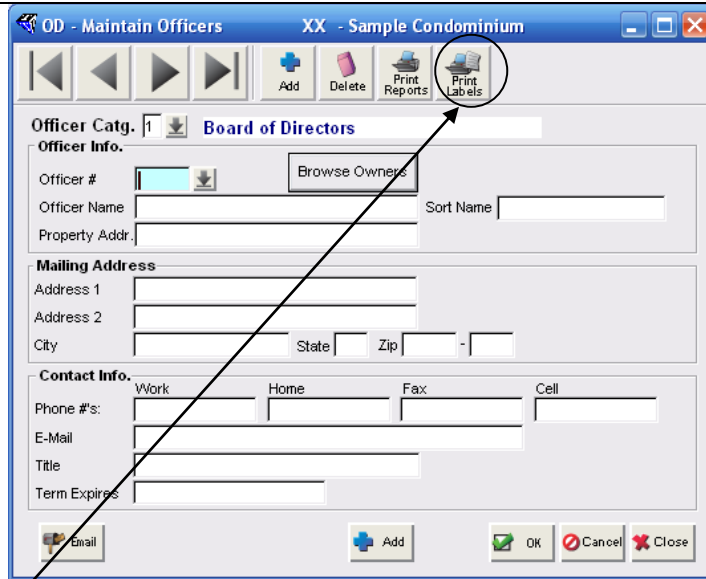 OD - Maintain Officers XX - Sample Condominium
Add Delete Print Reports Print Labels
Officer Catg. 1 Board of Directors
Officer Info.
Officer # Browse Owners
Officer Name Sort Name
Property Addr.
Mailing Address
Address 1
Address 2
City State Zip -
Contact Info.
Work Home Fax Cell
Phone #'s:
E-Mail
Title
Term Expires
Email Add OK Cancel Close